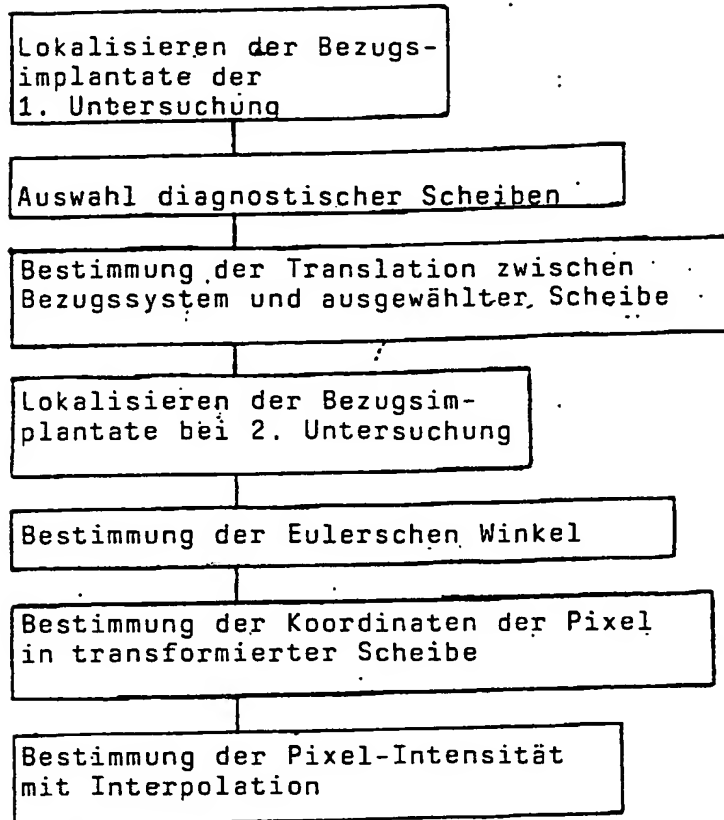 Lokalisieren der Bezugs-
implantate der
1. Untersuchung
Auswahl diagnostischer Scheiben
Bestimmung der Translation zwischen
Bezugssystem und ausgewählter Scheibe
Lokalisieren der Bezugsim-
plantate bei 2. Untersuchung
Bestimmung der Eulerschen Winkel
Bestimmung der Koordinaten der Pixel
in transformierter Scheibe
Bestimmung der Pixel-Intensität
mit Interpolation